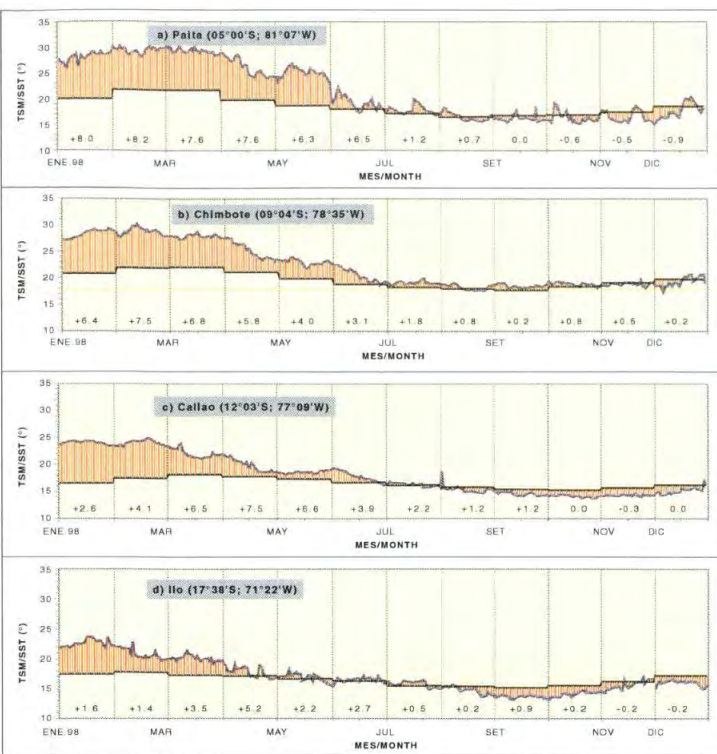 a) Paita (05°00'S; 81°07'W)
TSM/SST (°)
35
30
25
20
15
10
+8.0 +8.2 +7.6 +7.6 +6.3 +6.5 +1.2 +0.7 0.0 -0.6 -0.5 -0.9
ENE.98 MAR MAY JUL SET NOV DIC
MES/MONTH
b) Chimbote (09°04'S; 78°35'W)
TSM/SST (°)
35
30
25
20
15
10
+6.4 +7.5 +6.8 +5.8 +4.0 +3.1 +1.8 +0.8 +0.2 +0.8 +0.5 +0.2
ENE.98 MAR MAY JUL SET NOV DIC
MES/MONTH
c) Callao (12°03'S; 77°09'W)
TSM/SST (°)
35
30
25
20
15
10
+2.6 +4.1 +6.5 +7.5 +6.6 +3.9 +2.2 +1.2 +1.2 0.0 -0.3 0.0
ENE.98 MAR MAY JUL SET NOV DIC
MES/MONTH
d) Ilo (17°38'S; 71°22'W)
TSM/SST (°)
35
30
25
20
15
10
+1.6 +1.4 +3.5 +5.2 +2.2 +2.7 +0.5 +0.2 +0.9 +0.2 -0.2 -0.2
ENE.98 MAR MAY JUL SET NOV DIC
MES/MONTH